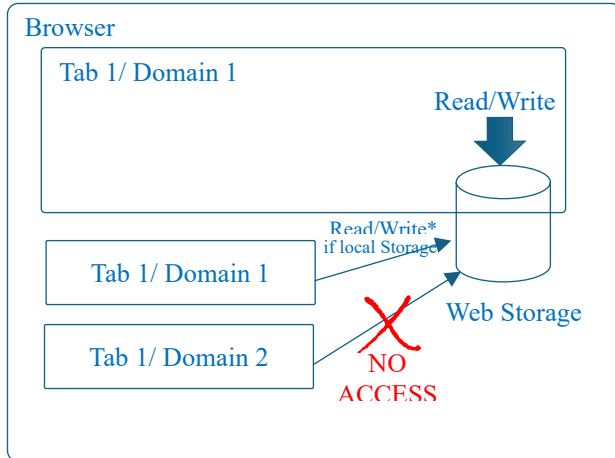 Browser
Tab 1/ Domain 1
Read/Write
Read/Write*
if local Storage
Tab 1/ Domain 1
Web Storage
Tab 1/ Domain 2
NO
ACCESS